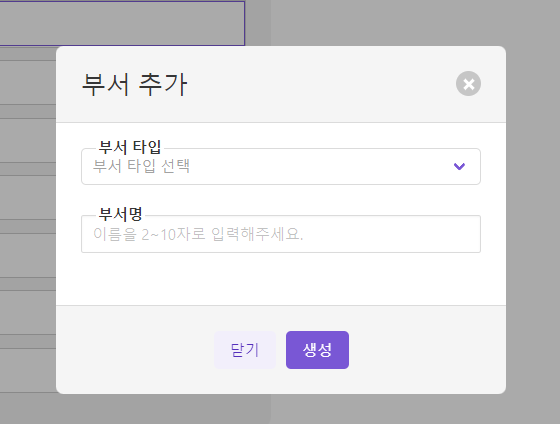 부서 추가
부서 타입
부서 타입 선택
부서명
이름을 2~10자로 입력해주세요.
닫기
생성